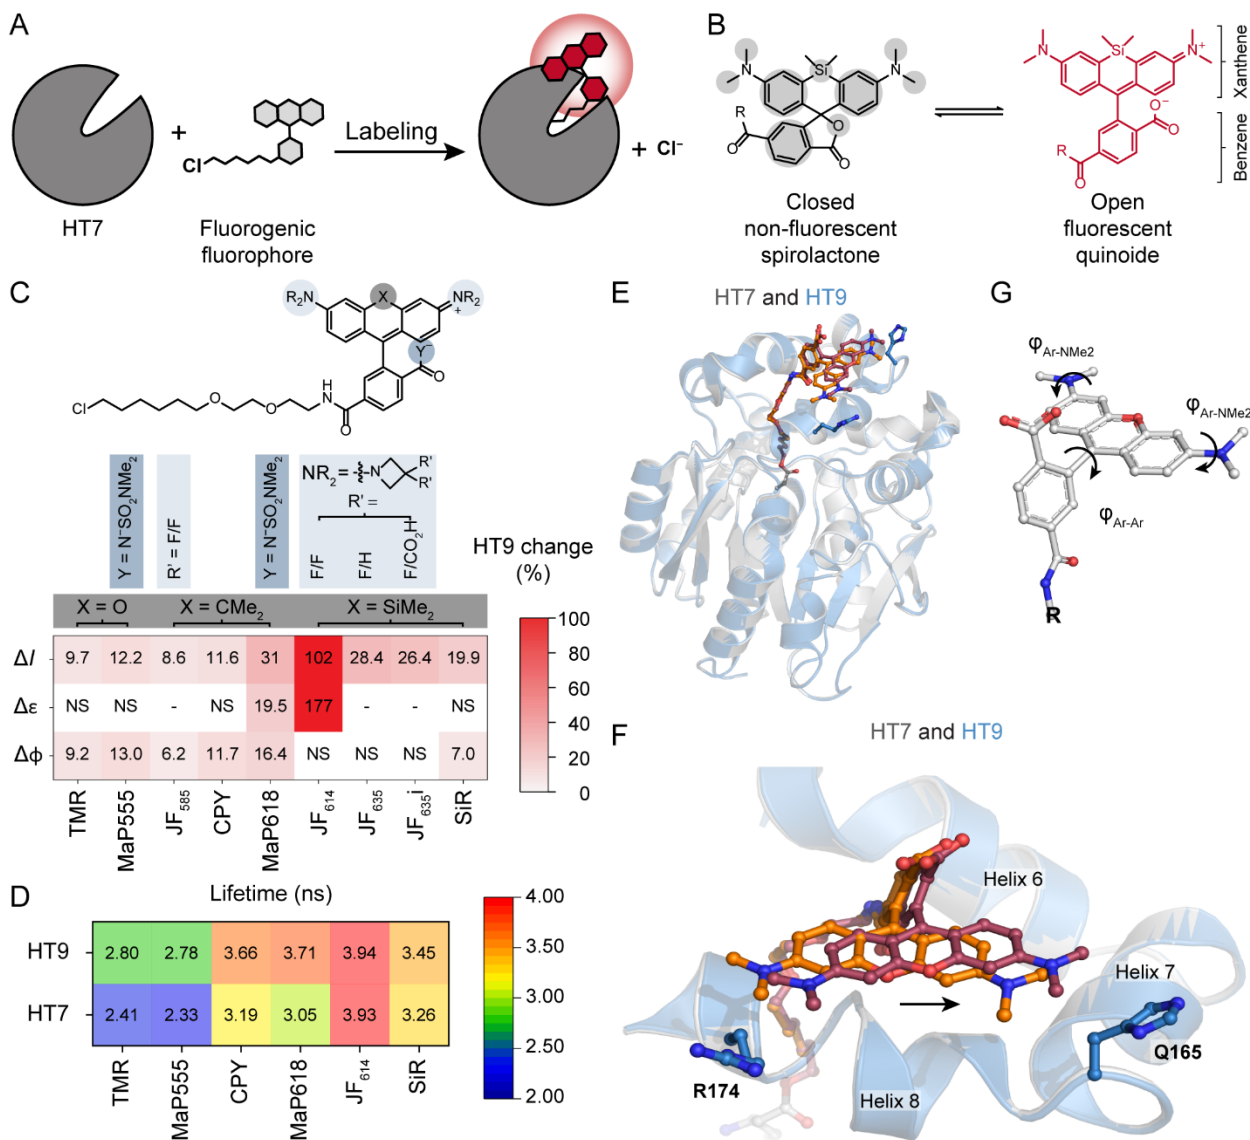 A
HT7
+
Cl
Fluorogenic
fluorophore
Labeling
+ Cl⁻
B
N
Si
N
R
O
O
O
Closed
non-fluorescent
spirolactone
N
Si
N⁺
O⁻
O
R
O
Open
fluorescent
quinoide
Xanthene
Benzene
C
R₂N
X
NR₂
+
Y⁻
O
Cl
O
O
H
N
O
Y = N⁻SO₂NMe₂
R' = F/F
Y = N⁻SO₂NMe₂
NR₂ = N R' R'
R' =
F/F
F/H
F/CO₂H
HT9 change
(%)
X = O
X = CMe₂
X = SiMe₂
ΔI 9.7 12.2 8.6 11.6 31 102 28.4 26.4 19.9
Δε NS NS - NS 19.5 177 - - NS
Δϕ 9.2 13.0 6.2 11.7 16.4 NS NS NS 7.0
TMR MaP555 JF₅₈₅ CPY MaP618 JF₆₁₄ JF₆₃₅ JF₆₃₅i SiR
100
80
60
40
20
0
D
Lifetime (ns)
HT9 2.80 2.78 3.66 3.71 3.94 3.45
HT7 2.41 2.33 3.19 3.05 3.93 3.26
TMR MaP555 CPY MaP618 JF₆₁₄ SiR
4.00
3.50
3.00
2.50
2.00
E
HT7 and HT9
F
HT7 and HT9
Helix 6
Helix 7
Q165
R174
Helix 8
G
φAr-NMe2
φAr-NMe2
φAr-Ar
R